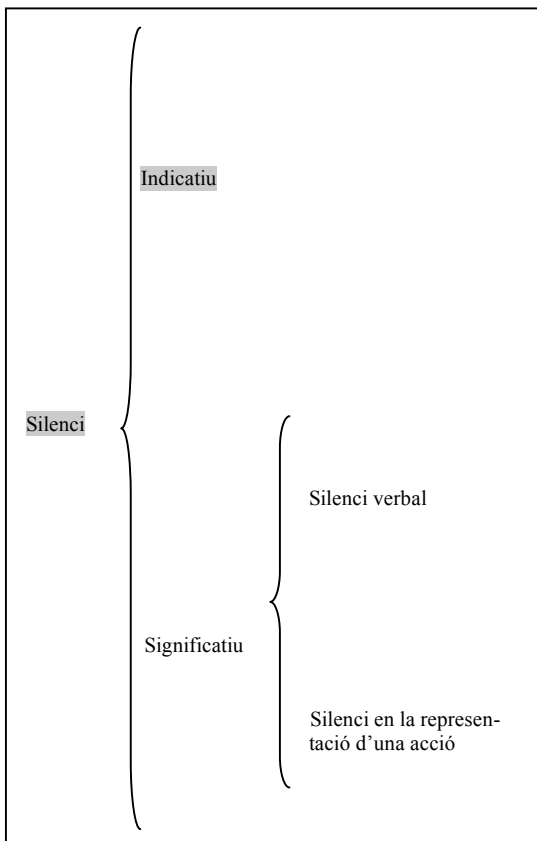 Indicatiu
Silenci
Silenci verbal
Significatiu
Silenci en la represen-
tació d’una acció